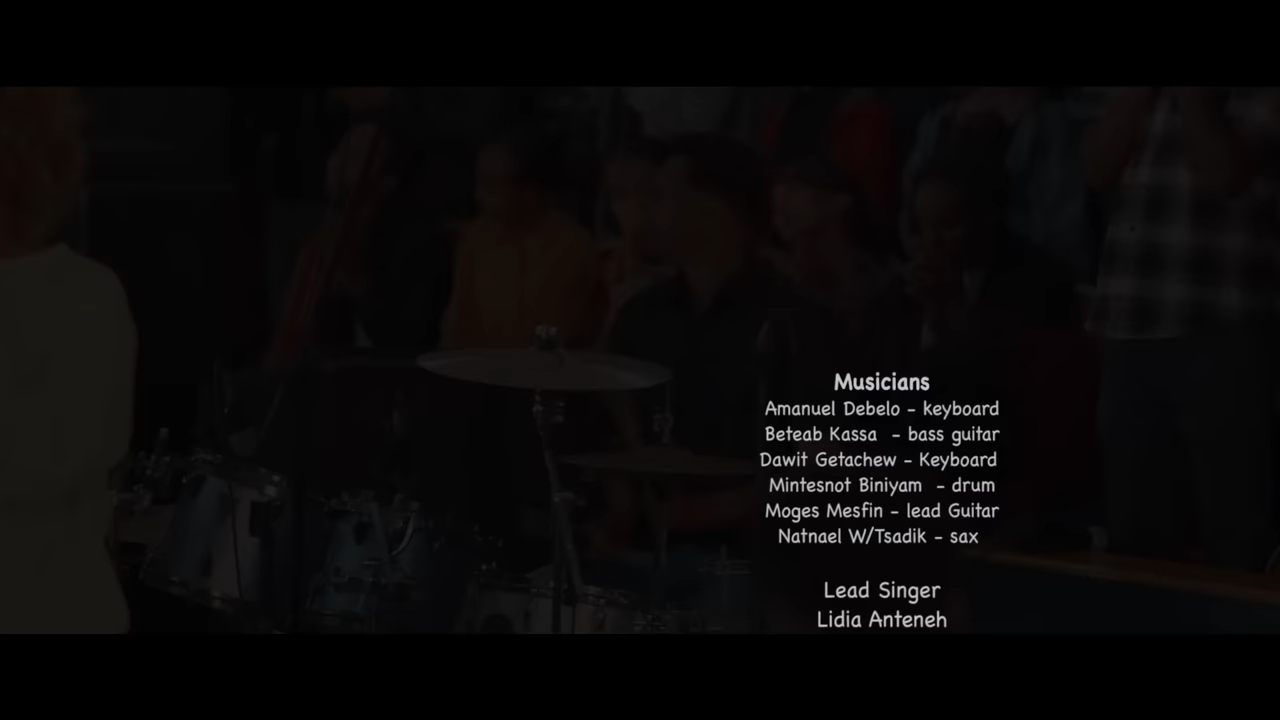 Musicians
Amanuel Debelo - keyboard
Beteab Kassa - bass guitar
Dawit Getachew - Keyboard
Mintesnot Biniyam - drum
Moges Mesfin - lead Guitar
Natnael W/Tsadik - sax
Lead Singer
Lidia Anteneh